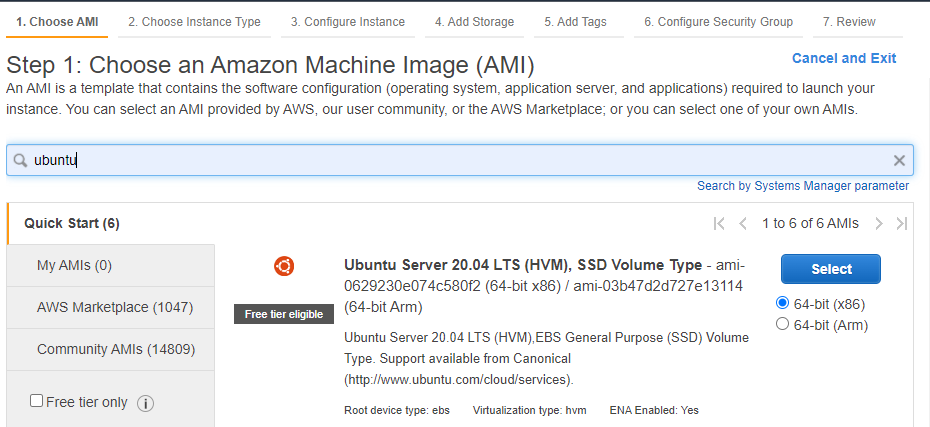 1. Choose AMI 2. Choose Instance Type 3. Configure Instance 4. Add Storage 5. Add Tags 6. Configure Security Group 7. Review
Step 1: Choose an Amazon Machine Image (AMI)
Cancel and Exit
An AMI is a template that contains the software configuration (operating system, application server, and applications) required to launch your
instance. You can select an AMI provided by AWS, our user community, or the AWS Marketplace; or you can select one of your own AMIs.
ubuntu
Search by Systems Manager parameter
Quick Start (6)
1 to 6 of 6 AMIs
My AMIs (0)
AWS Marketplace (1047)
Community AMIs (14809)
Free tier only
Free tier eligible
Ubuntu Server 20.04 LTS (HVM), SSD Volume Type - ami-
0629230e074c580f2 (64-bit x86) / ami-03b47d2d727e13114
(64-bit Arm)
Ubuntu Server 20.04 LTS (HVM),EBS General Purpose (SSD) Volume
Type. Support available from Canonical
(http://www.ubuntu.com/cloud/services).
Root device type: ebs Virtualization type: hvm ENA Enabled: Yes
Select
64-bit (x86)
64-bit (Arm)